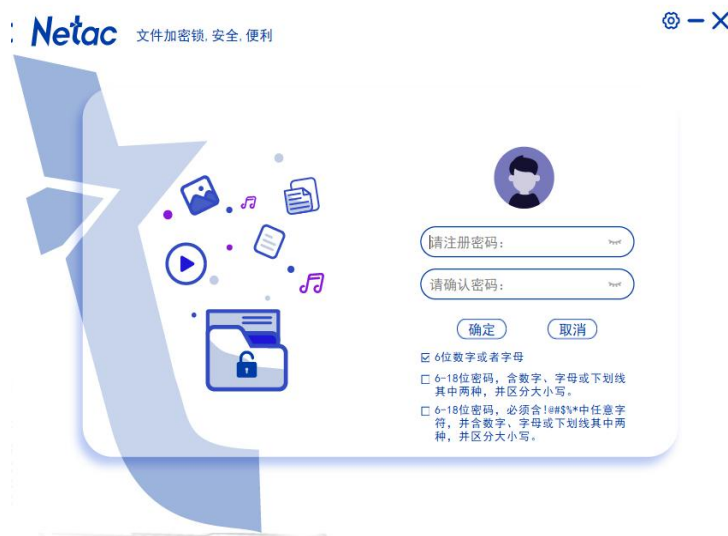 Netac 文件加密锁,安全,便利
请注册密码:
请确认密码:
确定 取消
6位数字或者字母
6-18位密码, 含数字、字母或下划线
其中两种, 并区分大小写。
6-18位密码, 必须含!@#$%*中任意字
符, 并含数字、字母或下划线其中两
种, 并区分大小写。